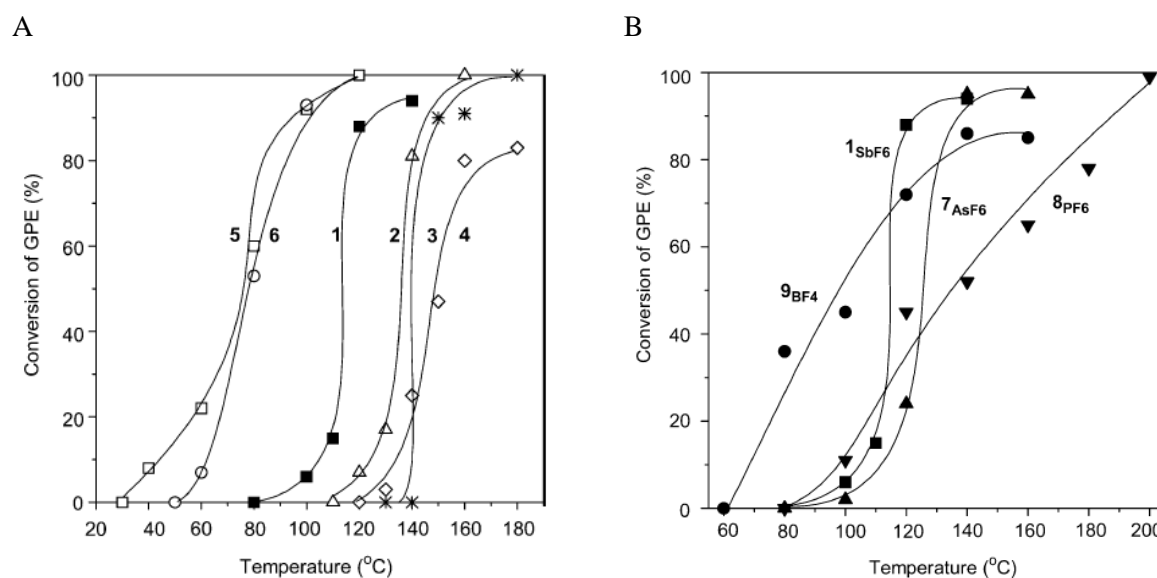 A
B
100
80
60
40
20
0
Conversion of GPE (%)
5
6
1
2
3
4
20 40 60 80 100 120 140 160 180
Temperature (°C)
100
80
60
40
20
0
Conversion of GPE (%)
1SbF6
7AsF6
8PF6
9BF4
60 80 100 120 140 160 180 200
Temperature (°C)